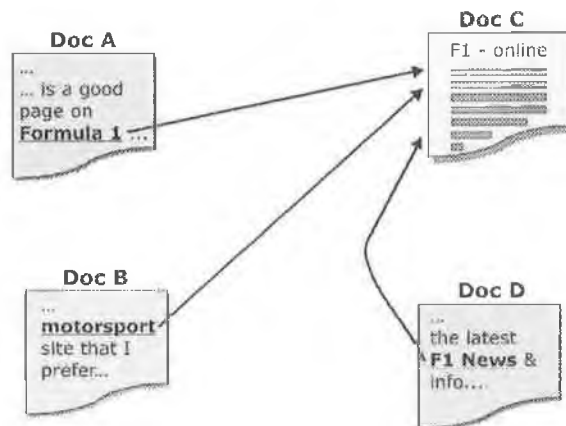 Doc A
...
... is a good
page on
Formula 1 ...
Doc C
F1 - online
Doc B
...
motorsport
site that I
prefer...
Doc D
...
the latest
F1 News &
info....